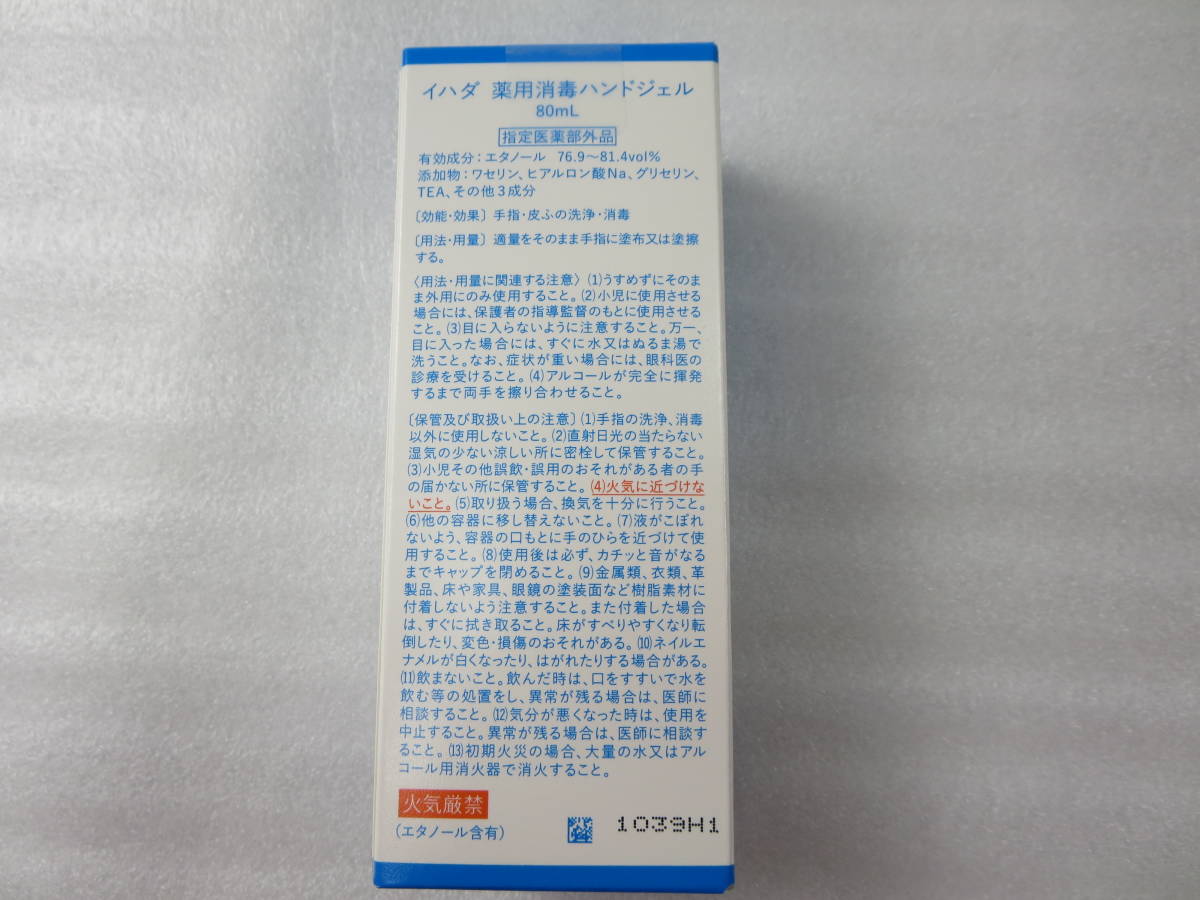 イハダ 薬用消毒ハンドジェル
80mL
指定医薬部外品
有効成分：エタノール 76.9〜81.4vol%
添加物：ワセリン、ヒアルロン酸Na、グリセリン、
TEA、その他3成分
〔効能・効果〕手指・皮ふの洗浄・消毒
〔用法・用量〕適量をそのまま手指に塗布又は塗擦
する。
〈用法・用量に関連する注意〉(1)うすめずにそのま
ま外用にのみ使用すること。(2)小児に使用させる
場合には、保護者の指導監督のもとに使用させる
こと。(3)目に入らないように注意すること。万一、
目に入った場合には、すぐに水又はぬるま湯で
洗うこと。なお、症状が重い場合には、眼科医の
診療を受けること。(4)アルコールが完全に揮発
するまで両手を擦り合わせること。
〔保管及び取扱い上の注意〕(1)手指の洗浄、消毒
以外に使用しないこと。(2)直射日光の当たらない
湿気の少ない涼しい所に密栓して保管すること。
(3)小児その他誤飲・誤用のおそれがある者の手
の届かない所に保管すること。(4)火気に近づけな
いこと。(5)取り扱う場合、換気を十分に行うこと。
(6)他の容器に移し替えないこと。(7)液がこぼれ
ないよう、容器の口もとに手のひらを近づけて使
用すること。(8)使用後は必ず、カチッと音がなる
までキャップを閉めること。(9)金属類、衣類、革
製品、床や家具、眼鏡の塗装面など樹脂素材に
付着しないよう注意すること。また付着した場合
は、すぐに拭き取ること。床がすべりやすくなり転
倒したり、変色・損傷のおそれがある。(10)ネイルエ
ナメルが白くなったり、はがれたりする場合がある。
(11)飲まないこと。飲んだ時は、口をすすいで水を
飲む等の処置をし、異常が残る場合は、医師に
相談すること。(12)気分が悪くなった時は、使用を
中止すること。異常が残る場合は、医師に相談す
ること。(13)初期火災の場合、大量の水又はアル
コール用消火器で消火すること。
火気厳禁
(エタノール含有)
1039H1